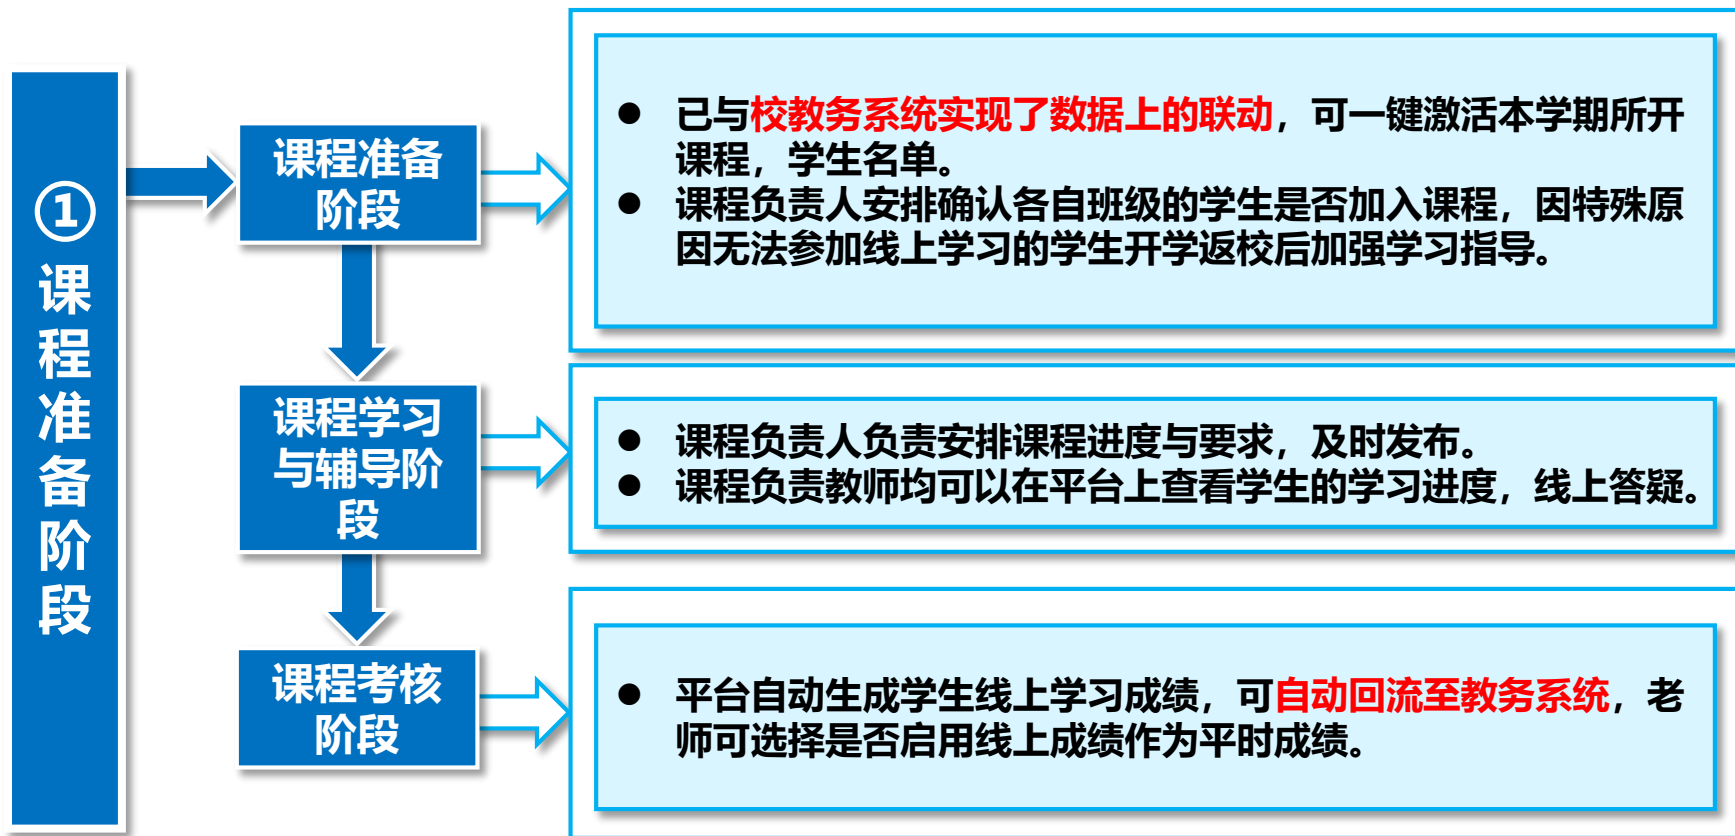 ①课程准备阶段
课程准备
阶段
● 已与校教务系统实现了数据上的联动，可一键激活本学期所开
课程，学生名单。
● 课程负责人安排确认各自班级的学生是否加入课程，因特殊原
因无法参加线上学习的学生开学返校后加强学习指导。
课程学习
与辅导阶
段
● 课程负责人负责安排课程进度与要求，及时发布。
● 课程负责教师均可以在平台上查看学生的学习进度，线上答疑。
课程考核
阶段
● 平台自动生成学生线上学习成绩，可自动回流至教务系统，老
师可选择是否启用线上成绩作为平时成绩。